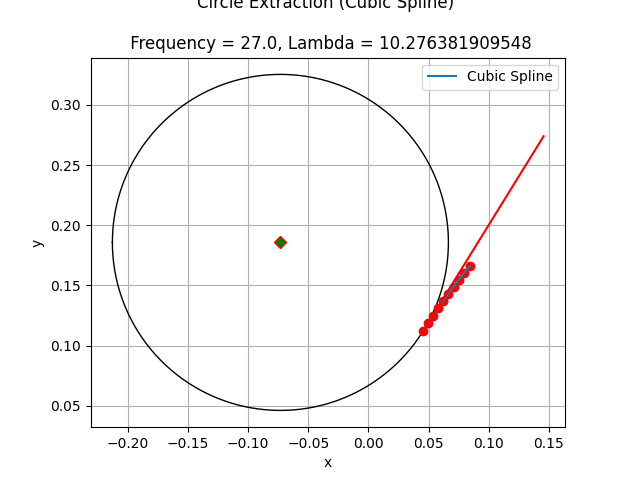 Circle Extraction (Cubic Spline)
Frequency = 27.0, Lambda = 10.276381909548
Cubic Spline
0.30
0.25
0.20
0.15
0.10
0.05
y
−0.20 −0.15 −0.10 −0.05 0.00 0.05 0.10 0.15
x